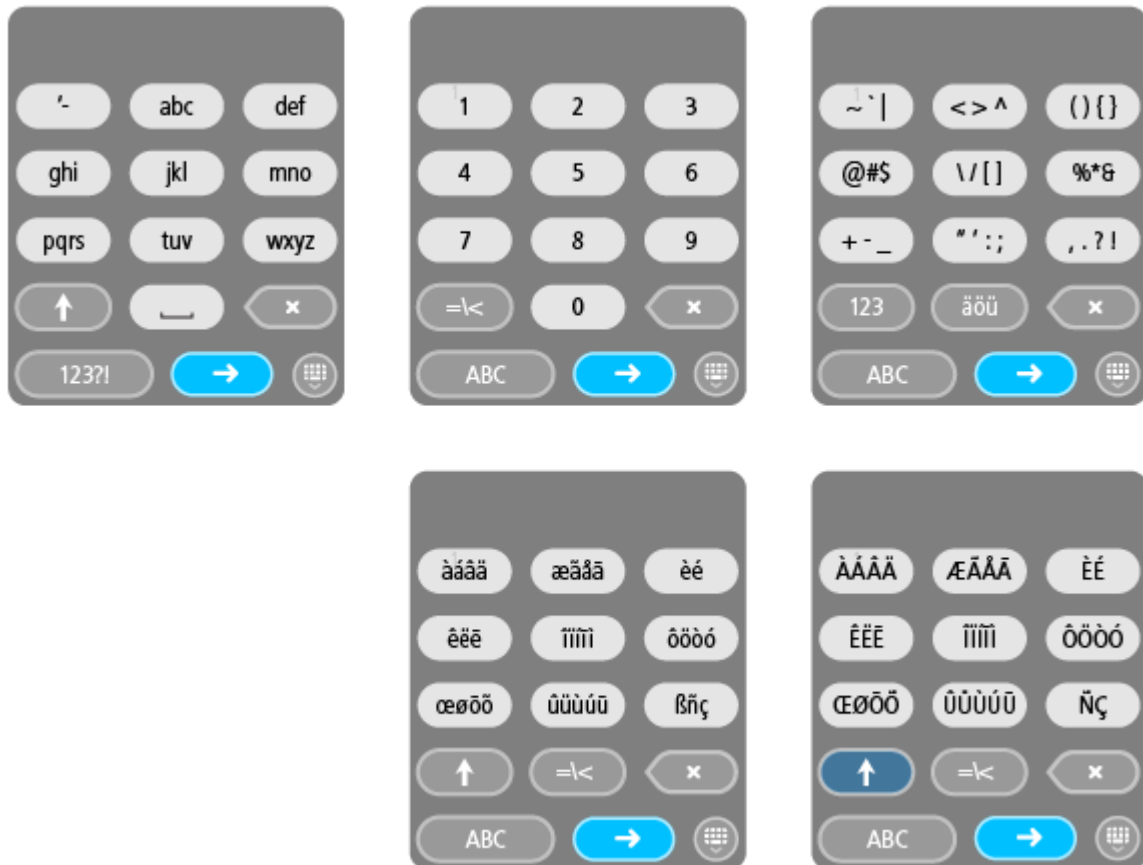 '- abc def
ghi jkl mno
pqrs tuv wxyz
123?!
1 2 3
4 5 6
7 8 9
=\< 0
ABC
~`| <>^ (){}
@#$ \/[] %*&
+-_ "':; ,.?!
123 äöü
ABC
àáâä æãåā èé
êëē îïíīì ôöòó
œøōõ ûüùúū ßñç
=\<
ABC
ÀÁÂÄ ÆÃÅĀ ÈÉ
ÊËĒ ÎÏÍĪÌ ÔÖÒÓ
ŒØŌÕ ÛÜÙÚŪ ÑÇ
=\<
ABC